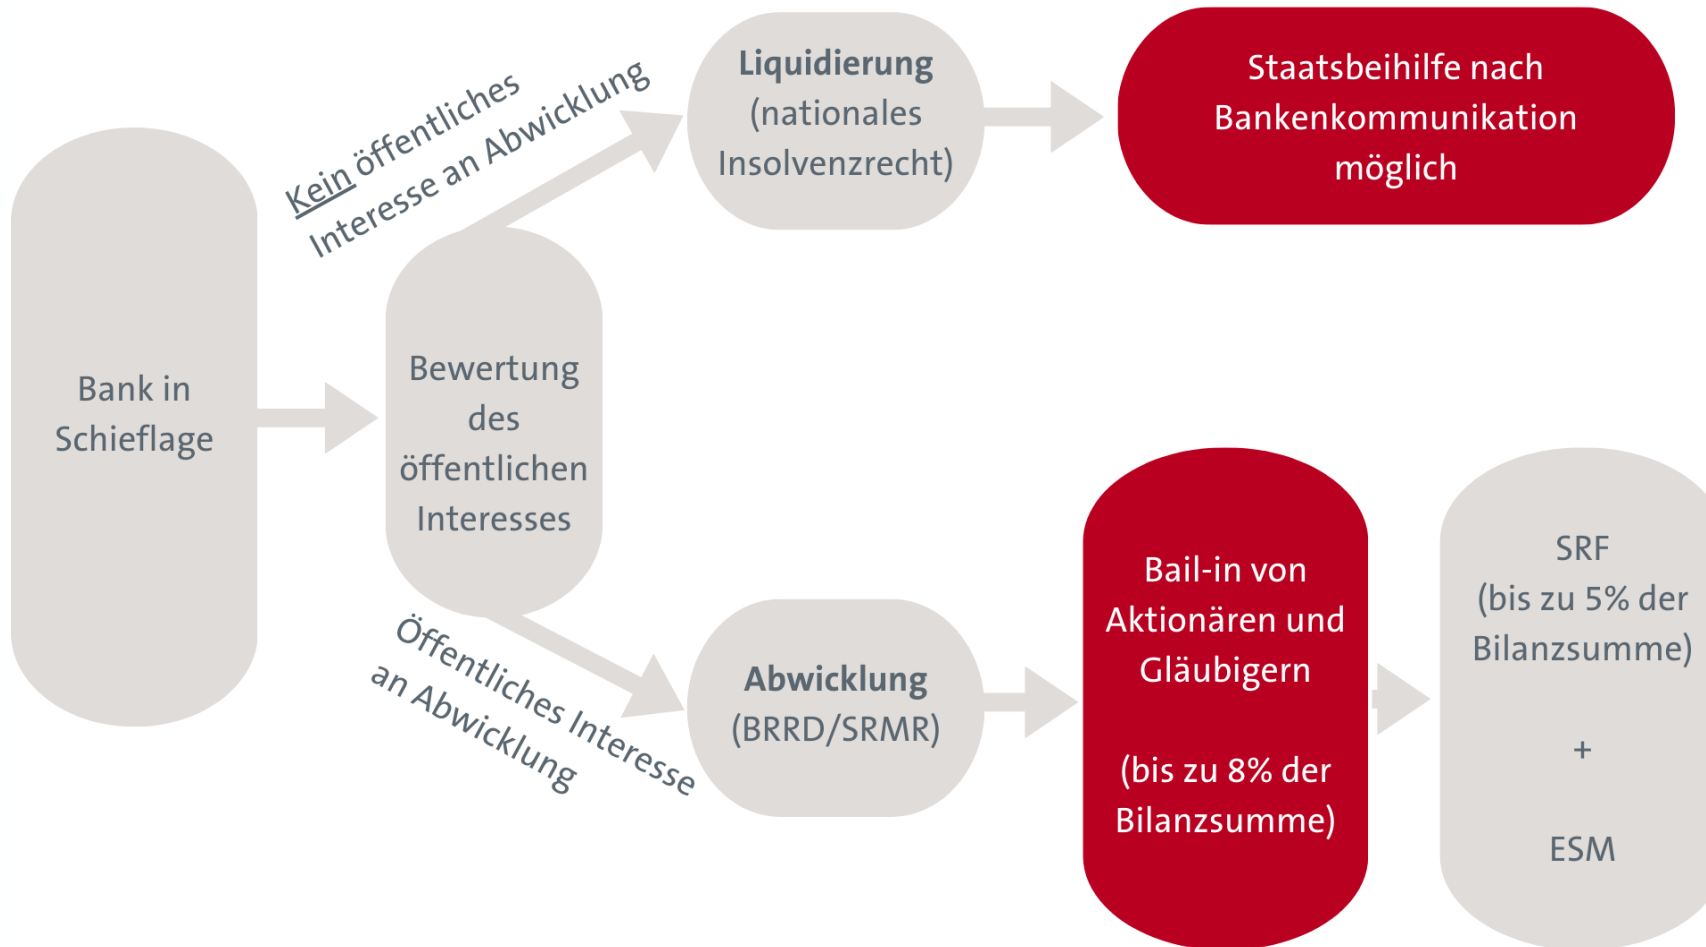 Bank in
Schieflage
Bewertung
des
öffentlichen
Interesses
Kein öffentliches
Interesse an Abwicklung
Liquidierung
(nationales
Insolvenzrecht)
Staatsbeihilfe nach
Bankenkommunikation
möglich
Öffentliches Interesse
an Abwicklung
Abwicklung
(BRRD/SRMR)
Bail-in von
Aktionären und
Gläubigern
(bis zu 8% der
Bilanzsumme)
SRF
(bis zu 5% der
Bilanzsumme)
+
ESM